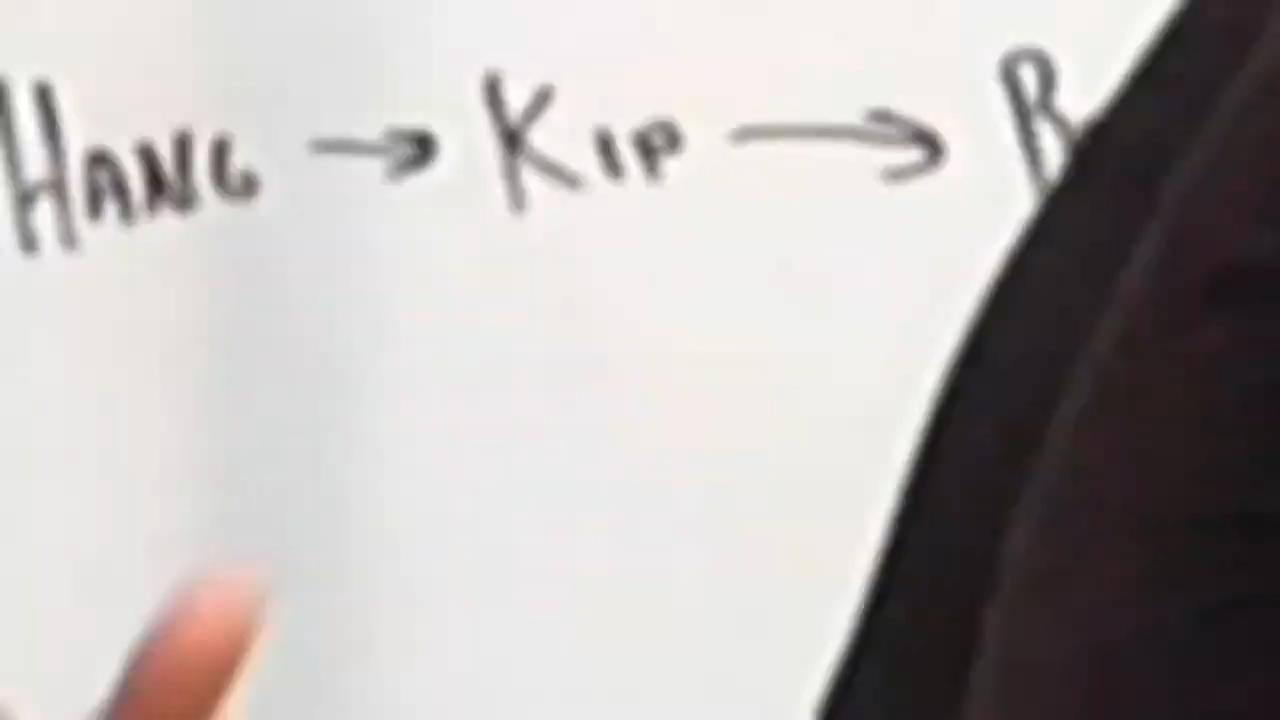 HANG → KIP →